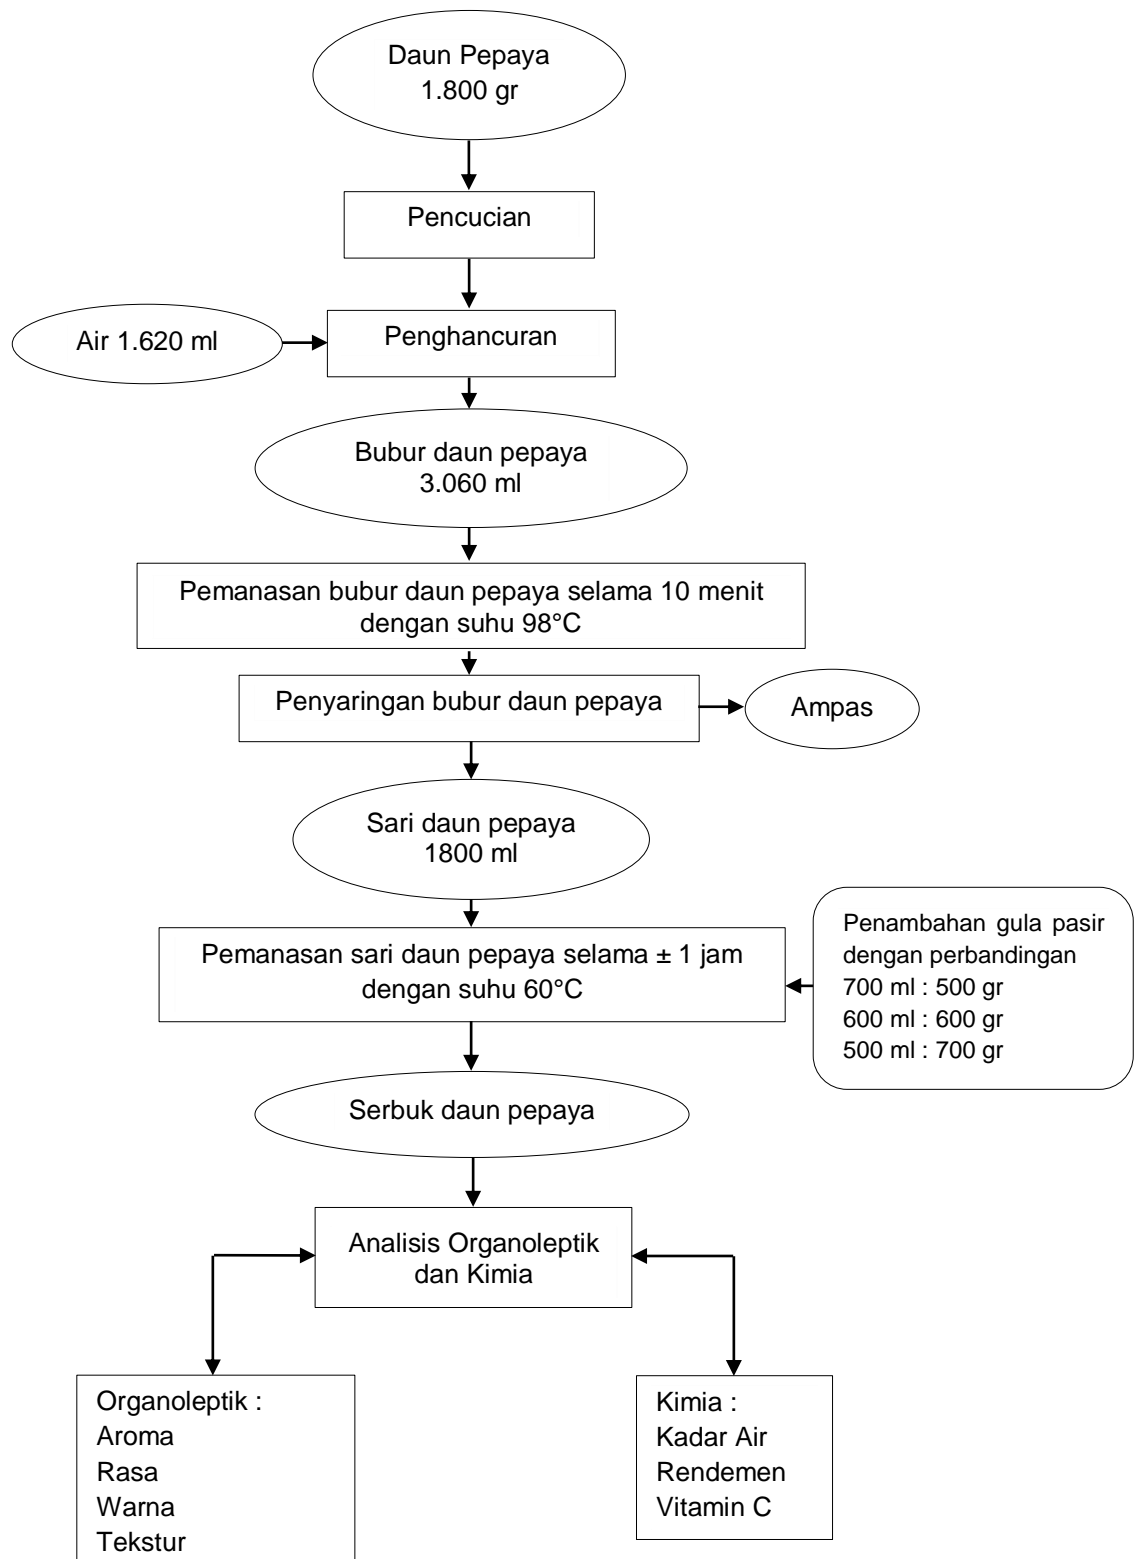 Daun Pepaya
1.800 gr
Pencucian
Air 1.620 ml
Penghancuran
Bubur daun pepaya
3.060 ml
Pemanasan bubur daun pepaya selama 10 menit
dengan suhu 98°C
Penyaringan bubur daun pepaya
Ampas
Sari daun pepaya
1800 ml
Pemanasan sari daun pepaya selama ± 1 jam
dengan suhu 60°C
Penambahan gula pasir
dengan perbandingan
700 ml : 500 gr
600 ml : 600 gr
500 ml : 700 gr
Serbuk daun pepaya
Analisis Organoleptik
dan Kimia
Organoleptik :
Aroma
Rasa
Warna
Tekstur
Kimia :
Kadar Air
Rendemen
Vitamin C